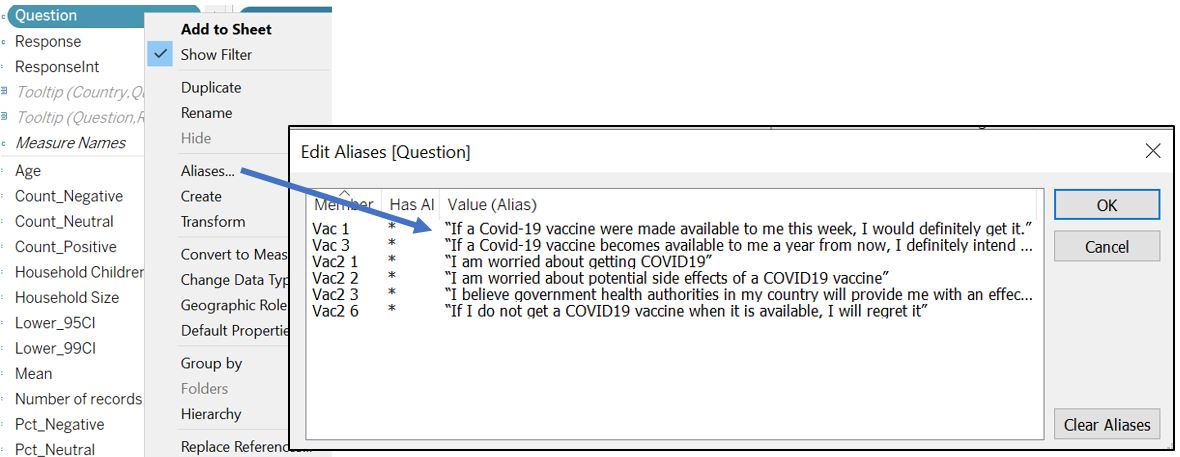 Question
Response
ResponseInt
Tooltip (Country,Qu
Tooltip (Question,R
Measure Names
Age
Count_Negative
Count_Neutral
Count_Positive
Household Children
Household Size
Lower_95CI
Lower_99CI
Mean
Number of records
Pct_Negative
Pct_Neutral
Add to Sheet
Show Filter
Duplicate
Rename
Hide
Aliases...
Create
Transform
Convert to Meas
Change Data Typ
Geographic Role
Default Propertie
Group by
Folders
Hierarchy
Replace Reference
Edit Aliases [Question]
Member Has Al Value (Alias)
Vac 1 * “If a Covid-19 vaccine were made available to me this week, I would definitely get it.”
Vac 3 * “If a Covid-19 vaccine becomes available to me a year from now, I definitely intend ...
Vac2 1 * “I am worried about getting COVID19”
Vac2 2 * “I am worried about potential side effects of a COVID19 vaccine”
Vac2 3 * “I believe government health authorities in my country will provide me with an effec...
Vac2 6 * “If I do not get a COVID19 vaccine when it is available, I will regret it”
OK
Cancel
Clear Aliases